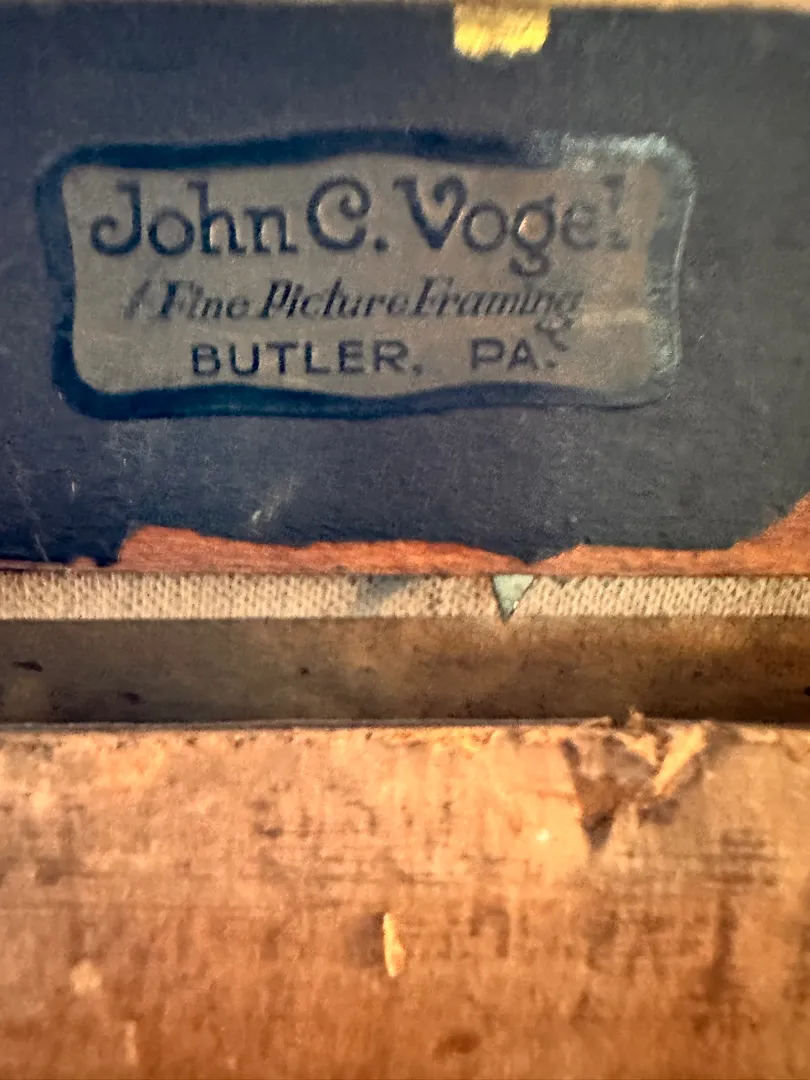 John C. Vogel
Fine Picture Framing
BUTLER, PA.